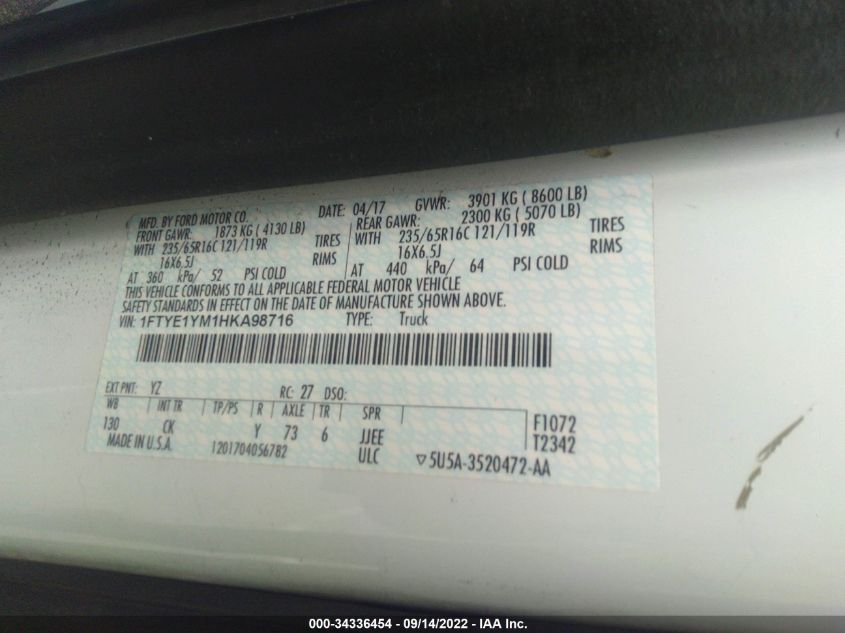 MFD. BY FORD MOTOR CO. DATE: 04/17 GVWR: 3901 KG ( 8600 LB)
FRONT GAWR: 1873 KG ( 4130 LB) REAR GAWR: 2300 KG ( 5070 LB)
WITH 235/65R16C 121/119R TIRES WITH 235/65R16C 121/119R TIRES
16X6.5J RIMS 16X6.5J RIMS
AT 360 kPa/ 52 PSI COLD AT 440 kPa/ 64 PSI COLD
THIS VEHICLE CONFORMS TO ALL APPLICABLE FEDERAL MOTOR VEHICLE
SAFETY STANDARDS IN EFFECT ON THE DATE OF MANUFACTURE SHOWN ABOVE.
VIN: 1FTYE1YM1HKA98716 TYPE: Truck
EXT PNT: YZ RC: 27 DSO:
WB INT TR TP/PS R AXLE TR SPR
130 CK Y 73 6 JJEE F1072
MADE IN U.S.A. 1201704056782 ULC T2342
▽5U5A-3520472-AA
000-34336454 - 09/14/2022 - IAA Inc.